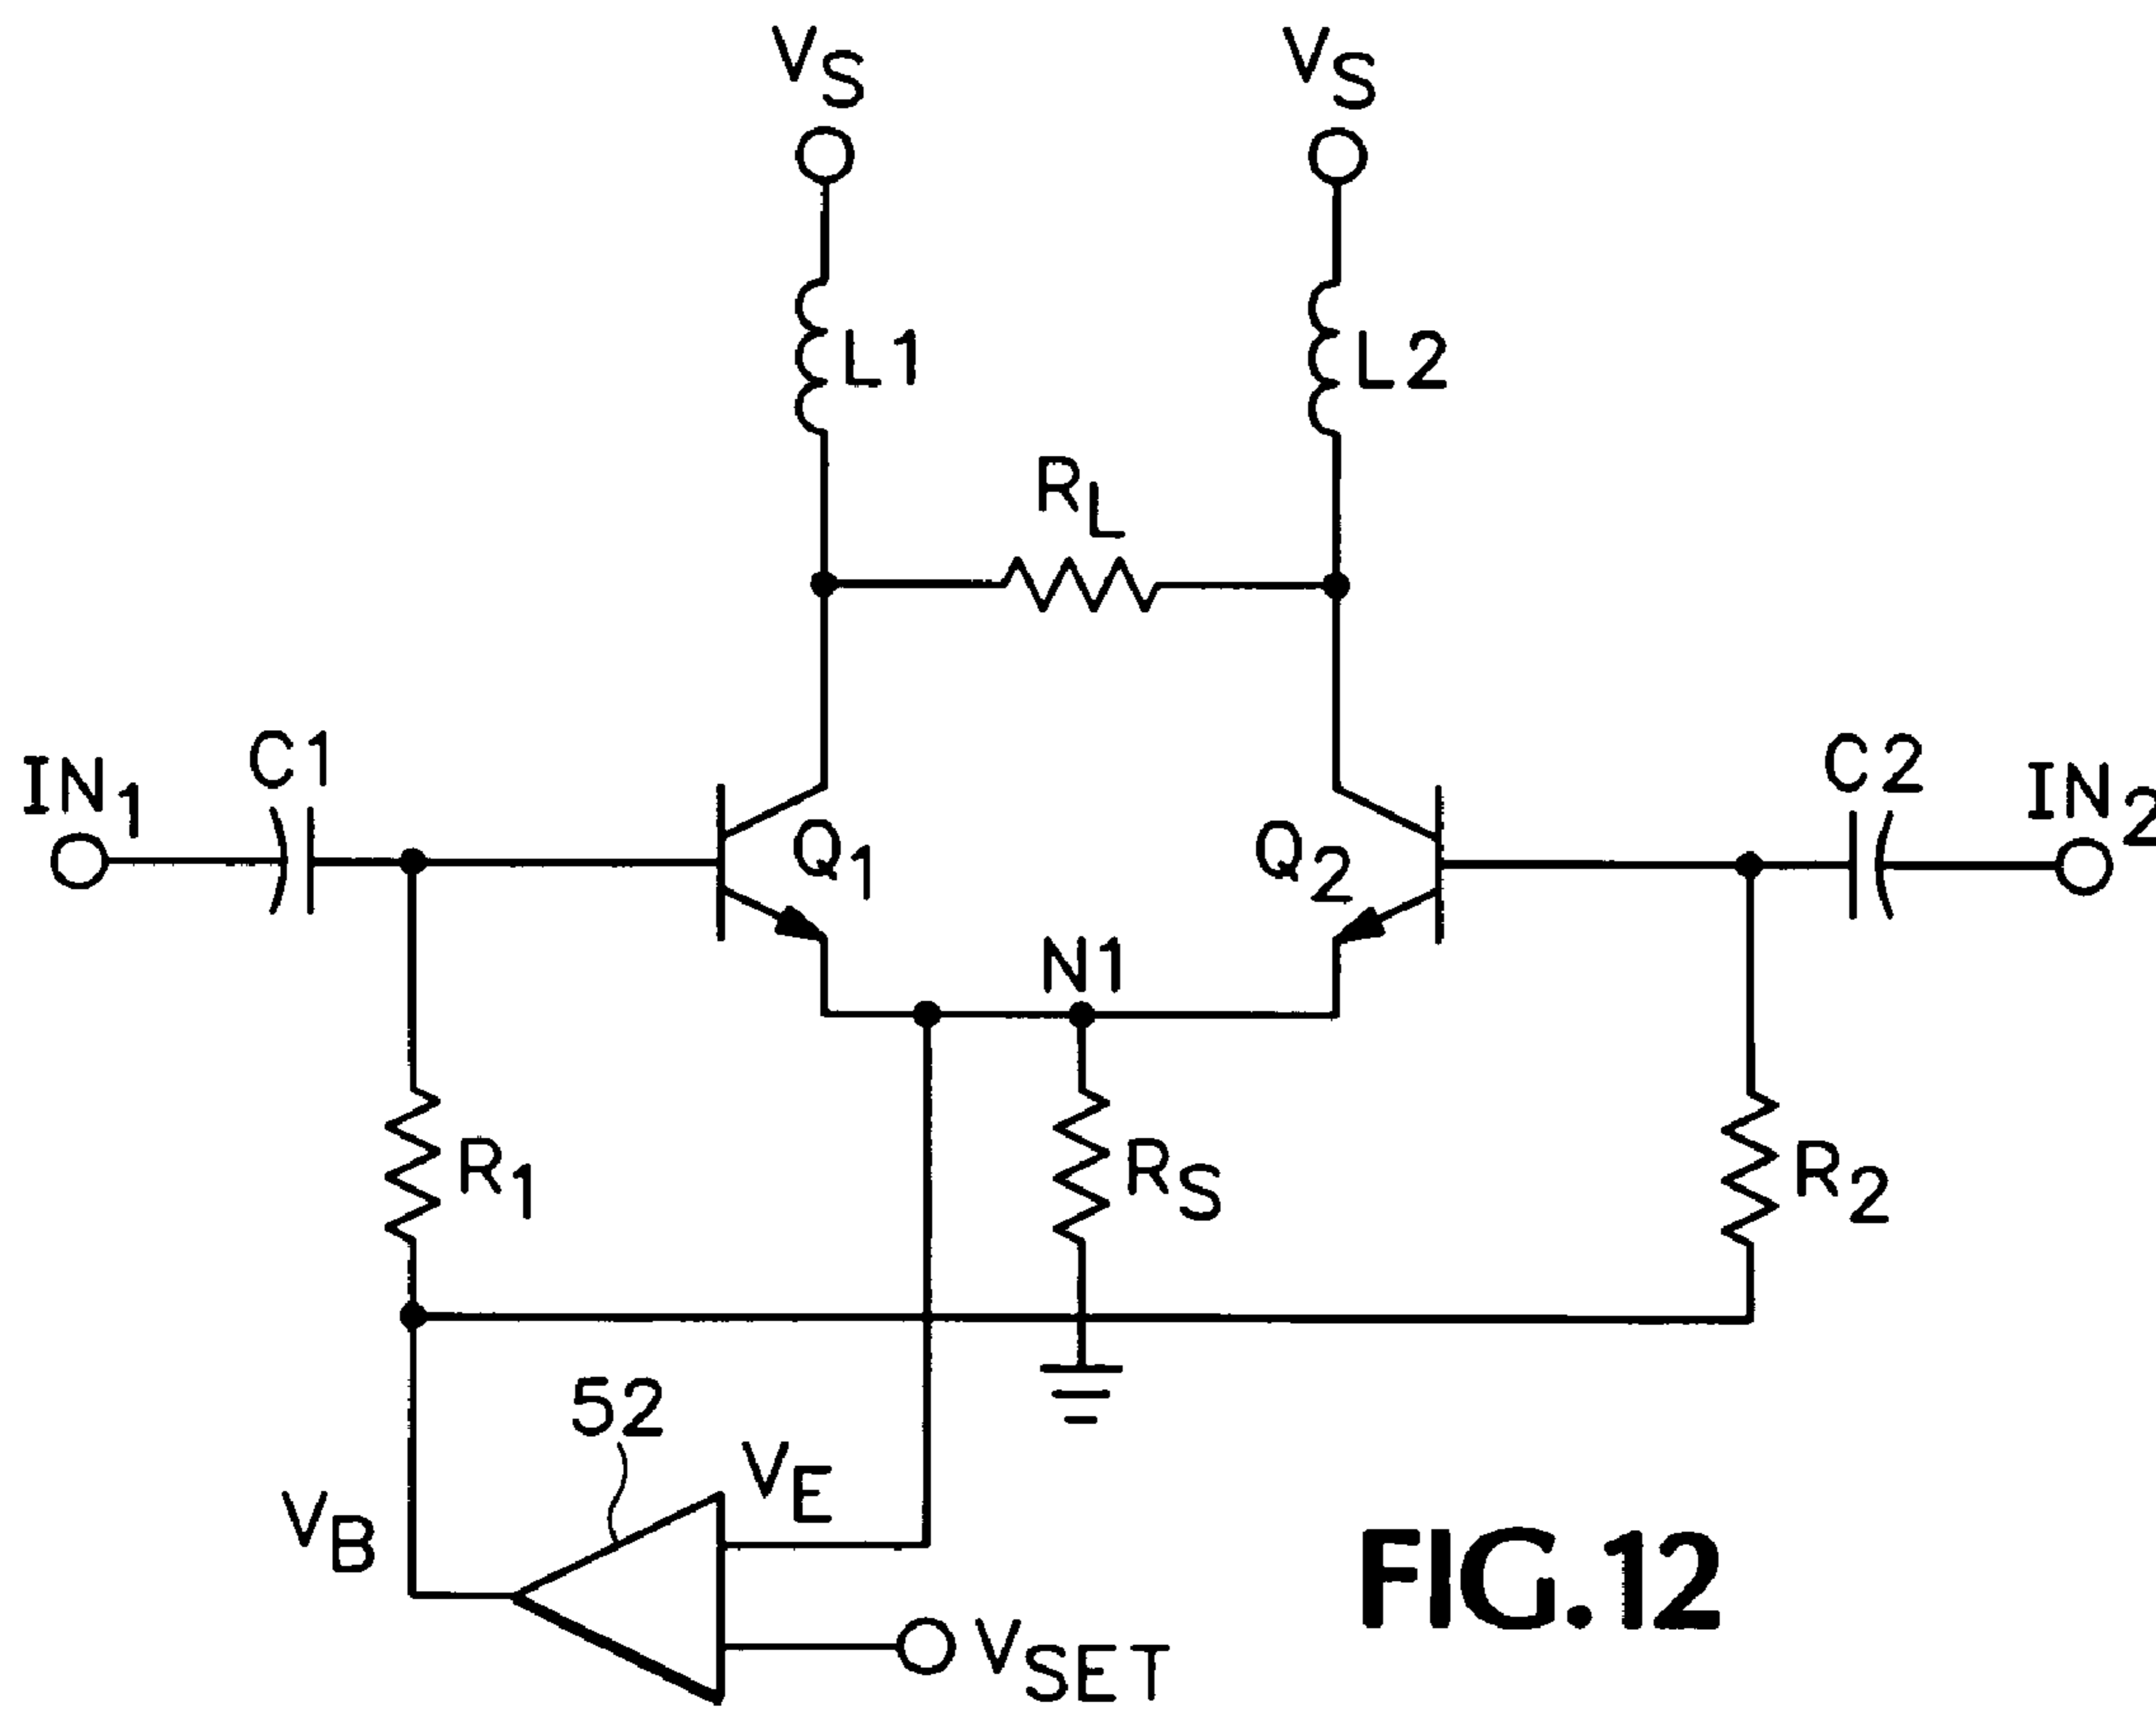 VS VS
L1 L2
RL
C1 C2
IN1 IN2
Q1 Q2
N1
R1 RS R2
52
VE
VB
VSET
FIG.12